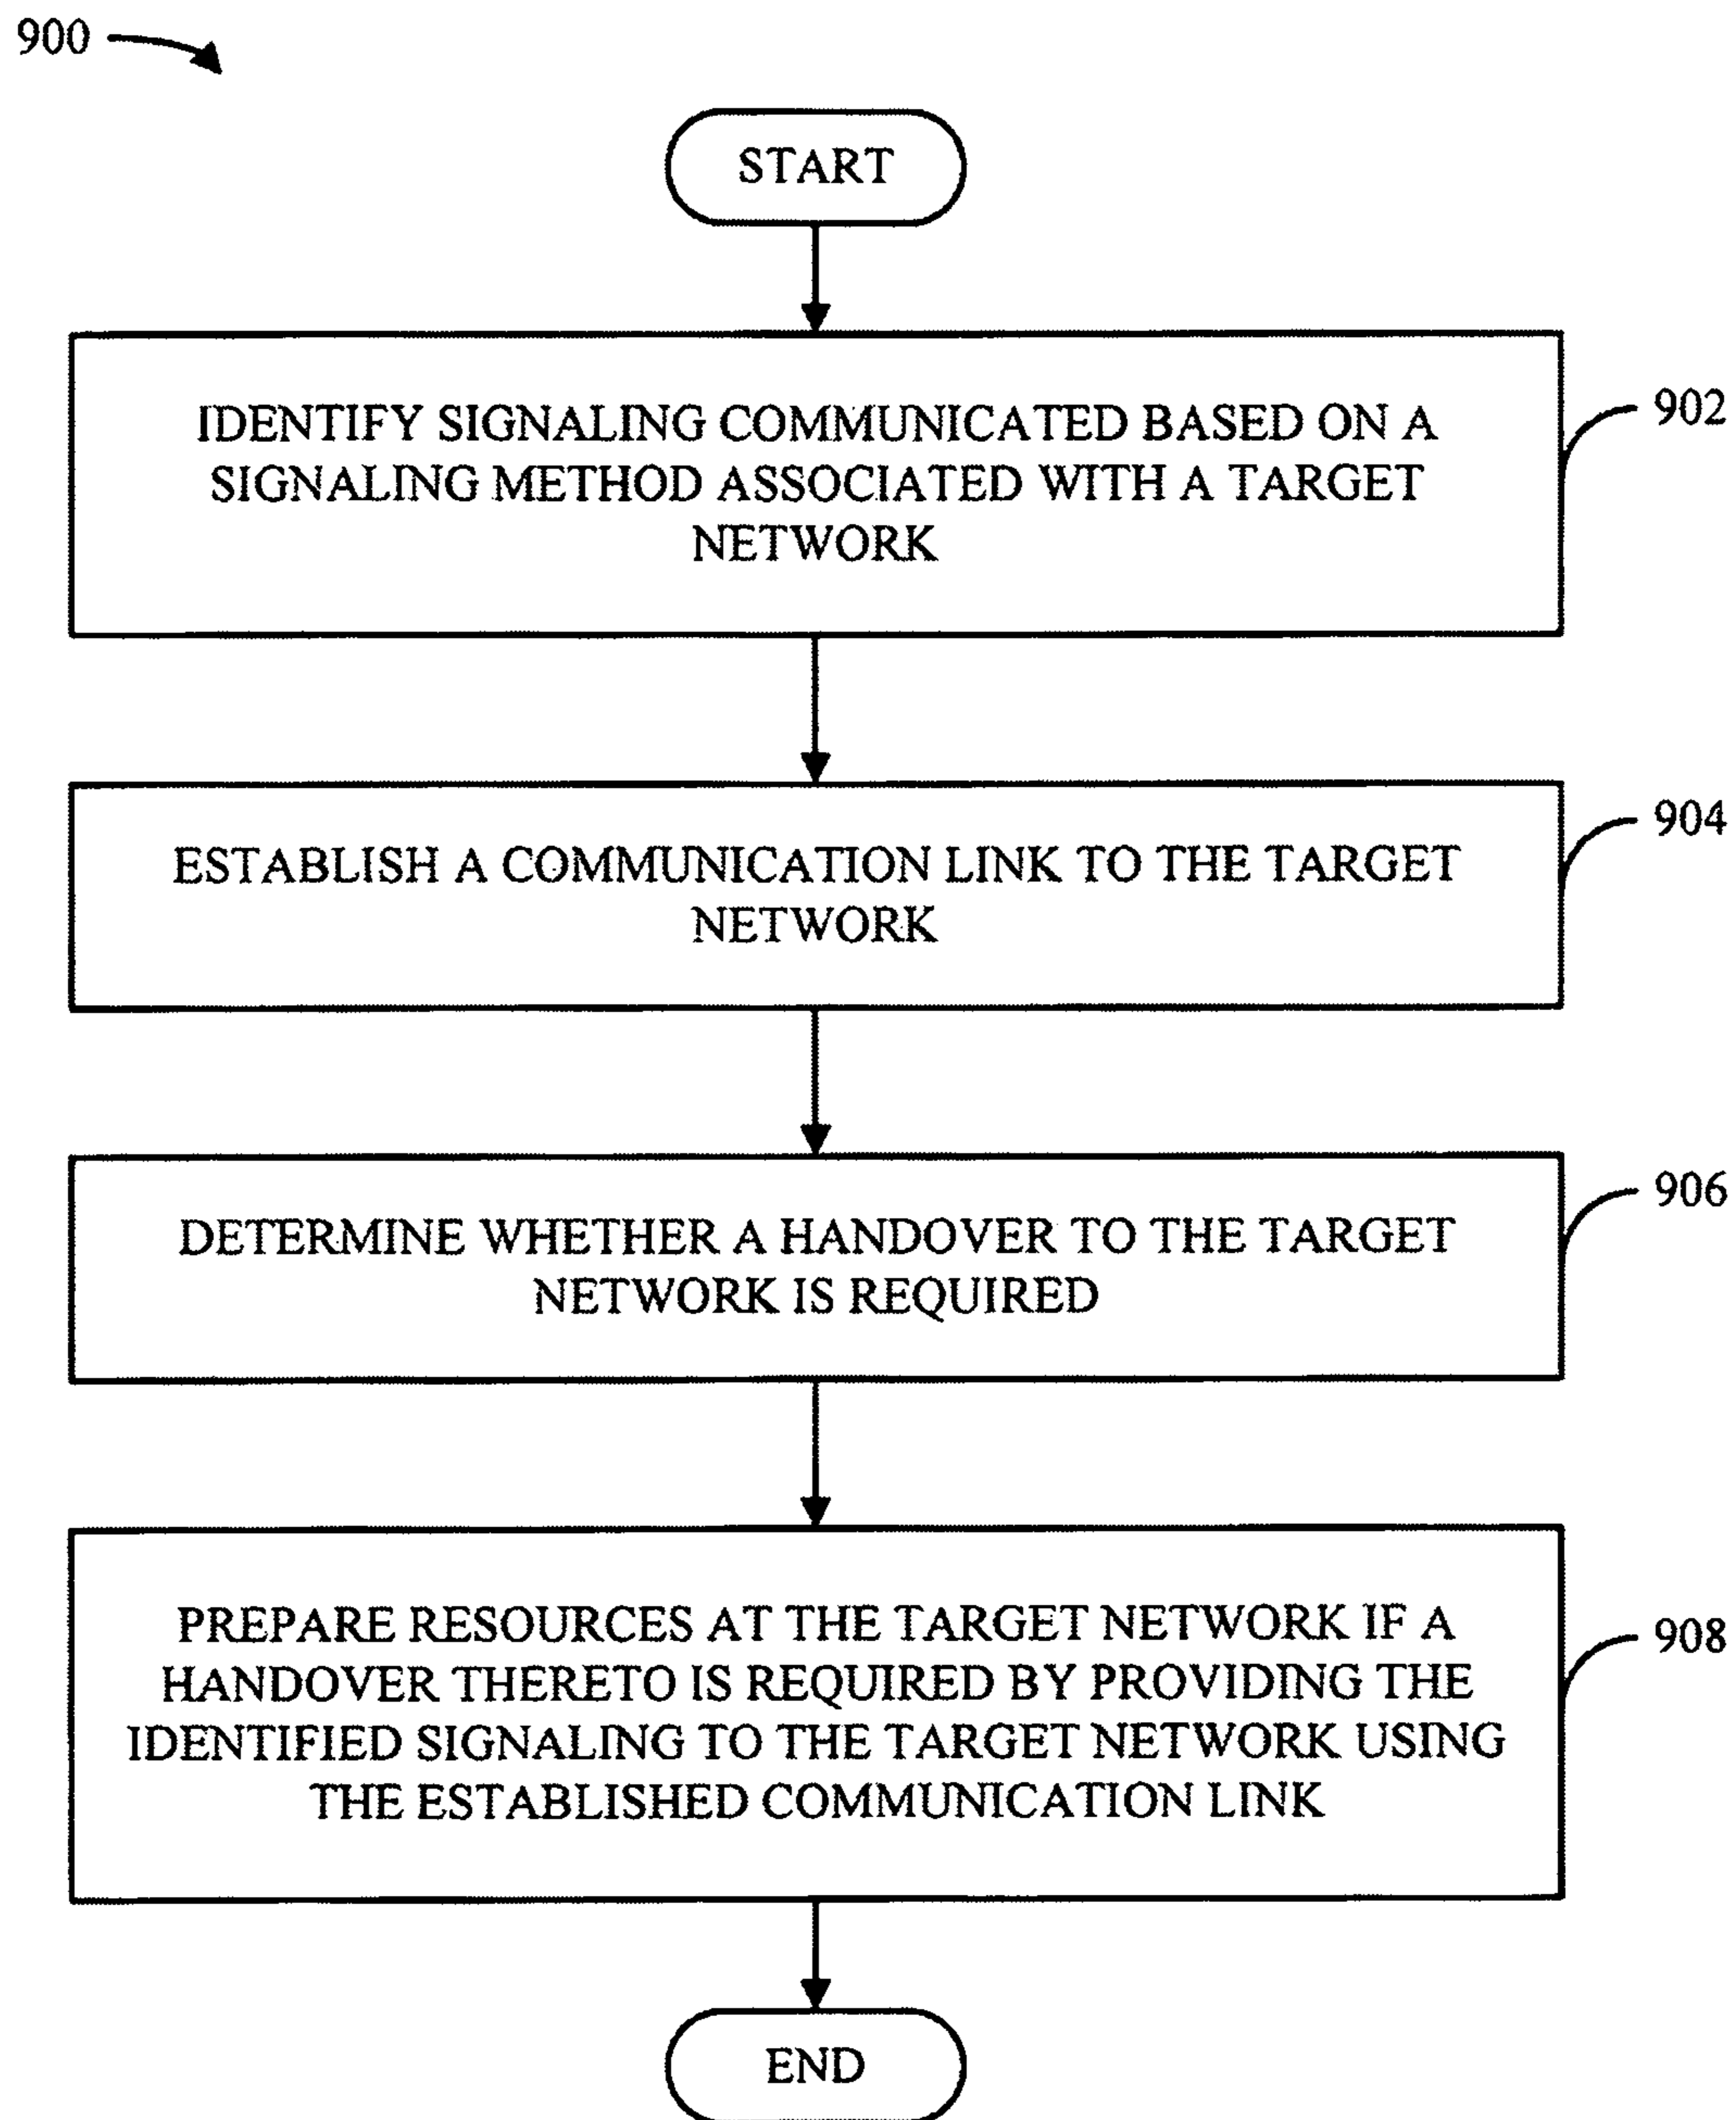 900
START
IDENTIFY SIGNALING COMMUNICATED BASED ON A
SIGNALING METHOD ASSOCIATED WITH A TARGET
NETWORK
902
ESTABLISH A COMMUNICATION LINK TO THE TARGET
NETWORK
904
DETERMINE WHETHER A HANDOVER TO THE TARGET
NETWORK IS REQUIRED
906
PREPARE RESOURCES AT THE TARGET NETWORK IF A
HANDOVER THERETO IS REQUIRED BY PROVIDING THE
IDENTIFIED SIGNALING TO THE TARGET NETWORK USING
THE ESTABLISHED COMMUNICATION LINK
908
END